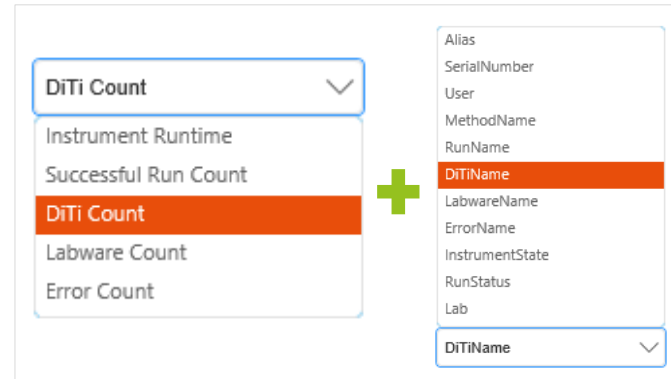 DiTi Count
Instrument Runtime
Successful Run Count
DiTi Count
Labware Count
Error Count
Alias
SerialNumber
User
MethodName
RunName
DiTiName
LabwareName
ErrorName
InstrumentState
RunStatus
Lab
DiTiName